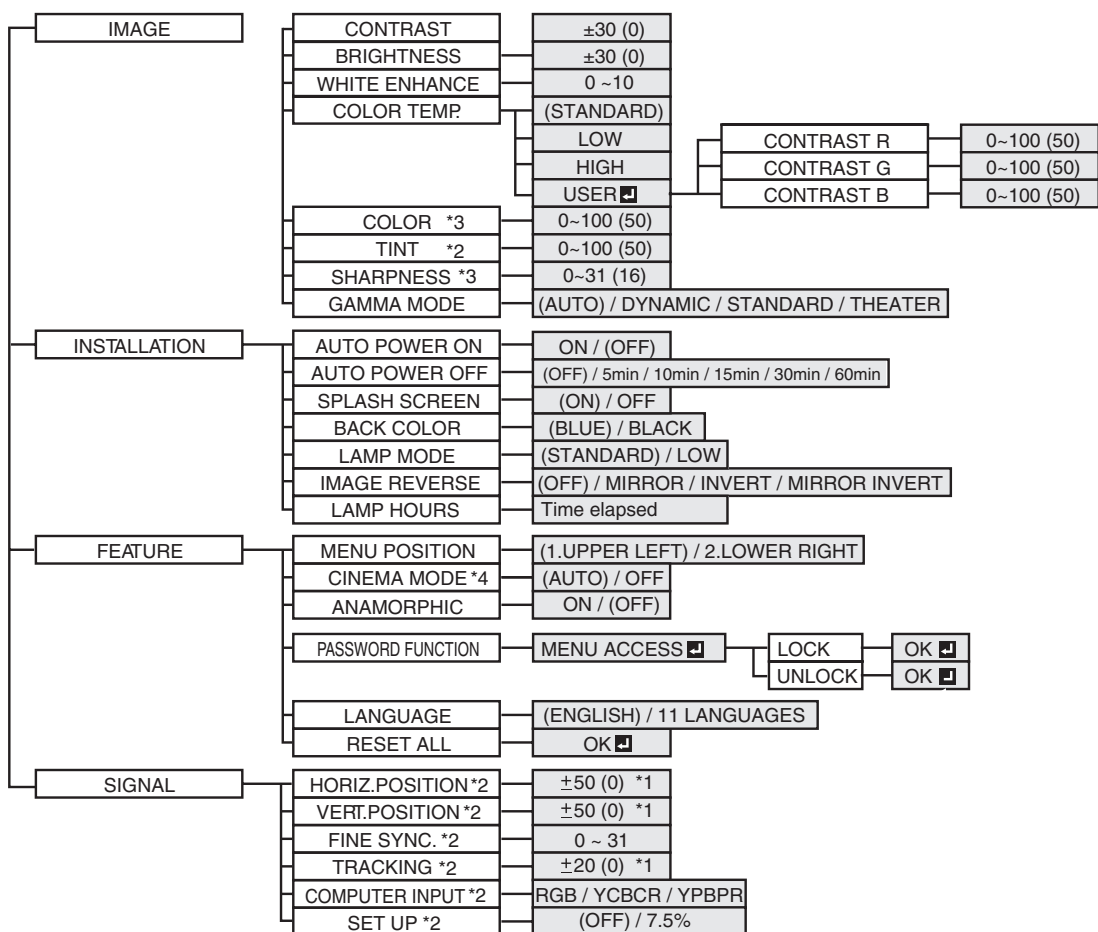 IMAGE CONTRAST ±30 (0)
BRIGHTNESS ±30 (0)
WHITE ENHANCE 0 ~10
COLOR TEMP. (STANDARD)
LOW CONTRAST R 0~100 (50)
HIGH CONTRAST G 0~100 (50)
USER CONTRAST B 0~100 (50)
COLOR *3 0~100 (50)
TINT *2 0~100 (50)
SHARPNESS *3 0~31 (16)
GAMMA MODE (AUTO) / DYNAMIC / STANDARD / THEATER
INSTALLATION AUTO POWER ON ON / (OFF)
AUTO POWER OFF (OFF) / 5min / 10min / 15min / 30min / 60min
SPLASH SCREEN (ON) / OFF
BACK COLOR (BLUE) / BLACK
LAMP MODE (STANDARD) / LOW
IMAGE REVERSE (OFF) / MIRROR / INVERT / MIRROR INVERT
LAMP HOURS Time elapsed
FEATURE MENU POSITION (1.UPPER LEFT) / 2.LOWER RIGHT
CINEMA MODE *4 (AUTO) / OFF
ANAMORPHIC ON / (OFF)
PASSWORD FUNCTION MENU ACCESS LOCK OK
UNLOCK OK
LANGUAGE (ENGLISH) / 11 LANGUAGES
RESET ALL OK
SIGNAL HORIZ.POSITION *2 ±50 (0) *1
VERT.POSITION *2 ±50 (0) *1
FINE SYNC. *2 0 ~ 31
TRACKING *2 ±20 (0) *1
COMPUTER INPUT *2 RGB / YCBCR / YPBPR
SET UP *2 (OFF) / 7.5%